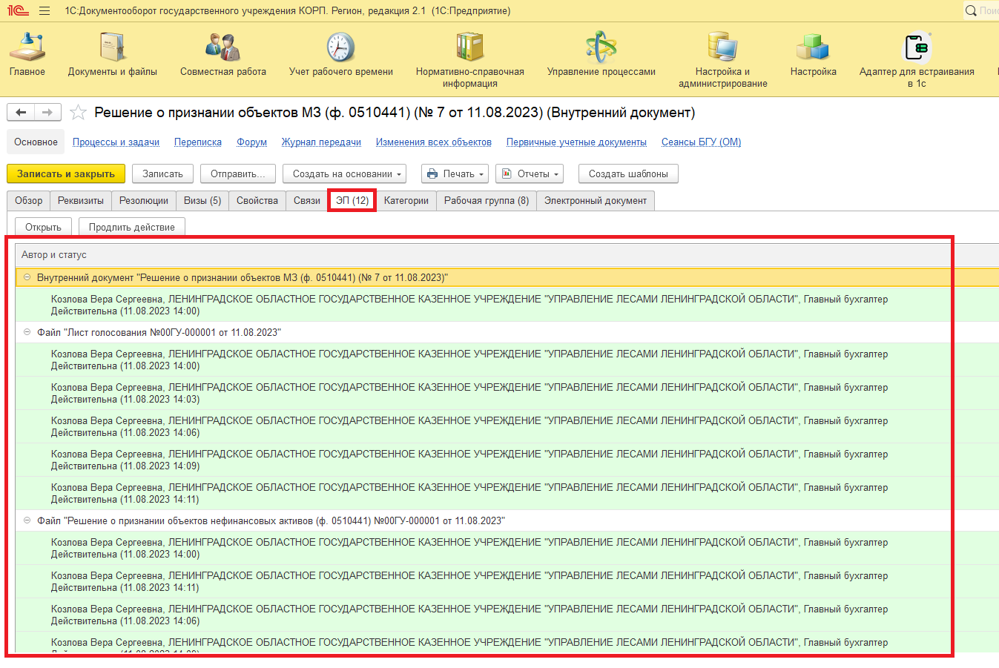 1С:Документооборот государственного учреждения КОРП. Регион, редакция 2.1 (1С:Предприятие)
Главное
Документы и файлы
Совместная работа
Учет рабочего времени
Нормативно-справочная
информация
Управление процессами
Настройка и
администрирование
Настройка
Адаптер для встраивания
в 1с
Решение о признании объектов МЗ (ф. 0510441) (№ 7 от 11.08.2023) (Внутренний документ)
Основное Процессы и задачи Переписка Форум Журнал передачи Изменения всех объектов Первичные учетные документы Сеансы БГУ (ОМ)
Записать и закрыть Записать Отправить... Создать на основании Печать Отчеты Создать шаблоны
Обзор Реквизиты Резолюции Визы (5) Свойства Связи ЭП (12) Категории Рабочая группа (8) Электронный документ
Открыть Продлить действие
Автор и статус
Внутренний документ "Решение о признании объектов МЗ (ф. 0510441) (№ 7 от 11.08.2023)"
Козлова Вера Сергеевна, ЛЕНИНГРАДСКОЕ ОБЛАСТНОЕ ГОСУДАРСТВЕННОЕ КАЗЕННОЕ УЧРЕЖДЕНИЕ "УПРАВЛЕНИЕ ЛЕСАМИ ЛЕНИНГРАДСКОЙ ОБЛАСТИ", Главный бухгалтер
Действительна (11.08.2023 14:00)
Файл "Лист голосования №00ГУ-000001 от 11.08.2023"
Козлова Вера Сергеевна, ЛЕНИНГРАДСКОЕ ОБЛАСТНОЕ ГОСУДАРСТВЕННОЕ КАЗЕННОЕ УЧРЕЖДЕНИЕ "УПРАВЛЕНИЕ ЛЕСАМИ ЛЕНИНГРАДСКОЙ ОБЛАСТИ", Главный бухгалтер
Действительна (11.08.2023 14:00)
Козлова Вера Сергеевна, ЛЕНИНГРАДСКОЕ ОБЛАСТНОЕ ГОСУДАРСТВЕННОЕ КАЗЕННОЕ УЧРЕЖДЕНИЕ "УПРАВЛЕНИЕ ЛЕСАМИ ЛЕНИНГРАДСКОЙ ОБЛАСТИ", Главный бухгалтер
Действительна (11.08.2023 14:03)
Козлова Вера Сергеевна, ЛЕНИНГРАДСКОЕ ОБЛАСТНОЕ ГОСУДАРСТВЕННОЕ КАЗЕННОЕ УЧРЕЖДЕНИЕ "УПРАВЛЕНИЕ ЛЕСАМИ ЛЕНИНГРАДСКОЙ ОБЛАСТИ", Главный бухгалтер
Действительна (11.08.2023 14:06)
Козлова Вера Сергеевна, ЛЕНИНГРАДСКОЕ ОБЛАСТНОЕ ГОСУДАРСТВЕННОЕ КАЗЕННОЕ УЧРЕЖДЕНИЕ "УПРАВЛЕНИЕ ЛЕСАМИ ЛЕНИНГРАДСКОЙ ОБЛАСТИ", Главный бухгалтер
Действительна (11.08.2023 14:09)
Козлова Вера Сергеевна, ЛЕНИНГРАДСКОЕ ОБЛАСТНОЕ ГОСУДАРСТВЕННОЕ КАЗЕННОЕ УЧРЕЖДЕНИЕ "УПРАВЛЕНИЕ ЛЕСАМИ ЛЕНИНГРАДСКОЙ ОБЛАСТИ", Главный бухгалтер
Действительна (11.08.2023 14:11)
Файл "Решение о признании объектов нефинансовых активов (ф. 0510441) №00ГУ-000001 от 11.08.2023"
Козлова Вера Сергеевна, ЛЕНИНГРАДСКОЕ ОБЛАСТНОЕ ГОСУДАРСТВЕННОЕ КАЗЕННОЕ УЧРЕЖДЕНИЕ "УПРАВЛЕНИЕ ЛЕСАМИ ЛЕНИНГРАДСКОЙ ОБЛАСТИ", Главный бухгалтер
Действительна (11.08.2023 14:00)
Козлова Вера Сергеевна, ЛЕНИНГРАДСКОЕ ОБЛАСТНОЕ ГОСУДАРСТВЕННОЕ КАЗЕННОЕ УЧРЕЖДЕНИЕ "УПРАВЛЕНИЕ ЛЕСАМИ ЛЕНИНГРАДСКОЙ ОБЛАСТИ", Главный бухгалтер
Действительна (11.08.2023 14:11)
Козлова Вера Сергеевна, ЛЕНИНГРАДСКОЕ ОБЛАСТНОЕ ГОСУДАРСТВЕННОЕ КАЗЕННОЕ УЧРЕЖДЕНИЕ "УПРАВЛЕНИЕ ЛЕСАМИ ЛЕНИНГРАДСКОЙ ОБЛАСТИ", Главный бухгалтер
Действительна (11.08.2023 14:06)
Козлова Вера Сергеевна, ЛЕНИНГРАДСКОЕ ОБЛАСТНОЕ ГОСУДАРСТВЕННОЕ КАЗЕННОЕ УЧРЕЖДЕНИЕ "УПРАВЛЕНИЕ ЛЕСАМИ ЛЕНИНГРАДСКОЙ ОБЛАСТИ", Главный бухгалтер